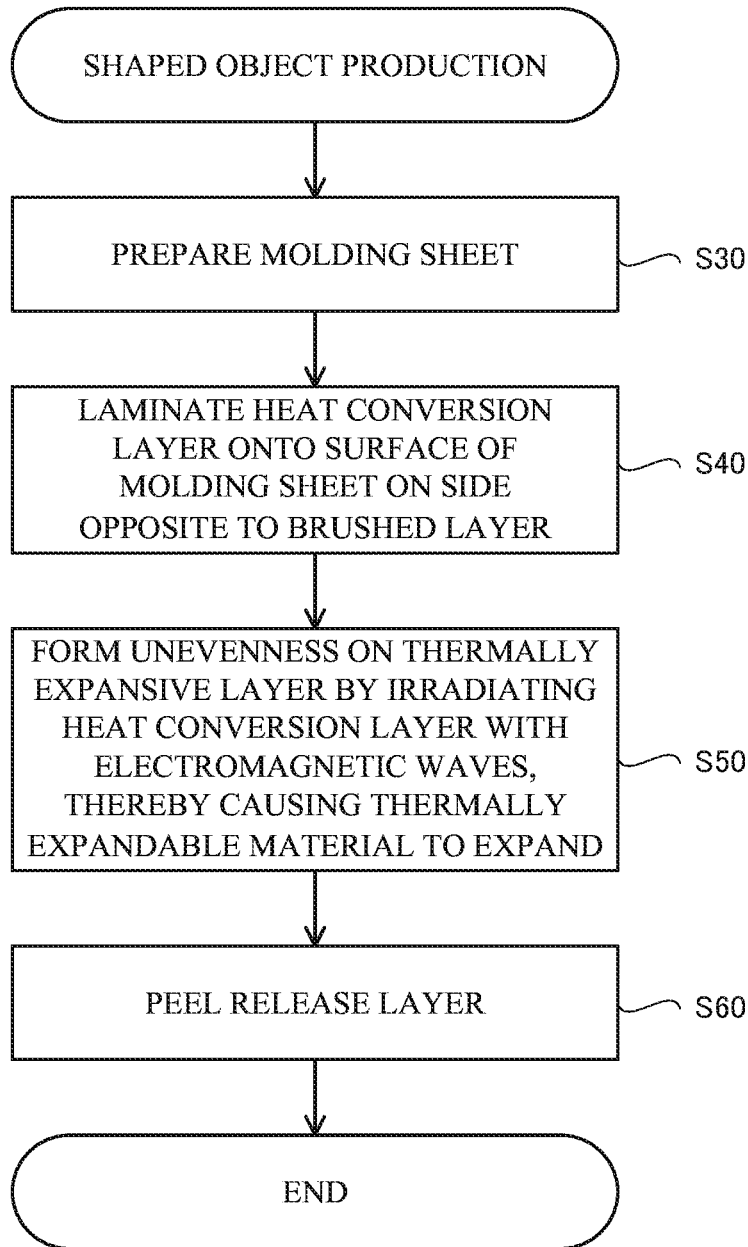 SHAPED OBJECT PRODUCTION
PREPARE MOLDING SHEET
S30
LAMINATE HEAT CONVERSION
LAYER ONTO SURFACE OF
MOLDING SHEET ON SIDE
OPPOSITE TO BRUSHED LAYER
S40
FORM UNEVENNESS ON THERMALLY
EXPANSIVE LAYER BY IRRADIATING
HEAT CONVERSION LAYER WITH
ELECTROMAGNETIC WAVES,
THEREBY CAUSING THERMALLY
EXPANDABLE MATERIAL TO EXPAND
S50
PEEL RELEASE LAYER
S60
END